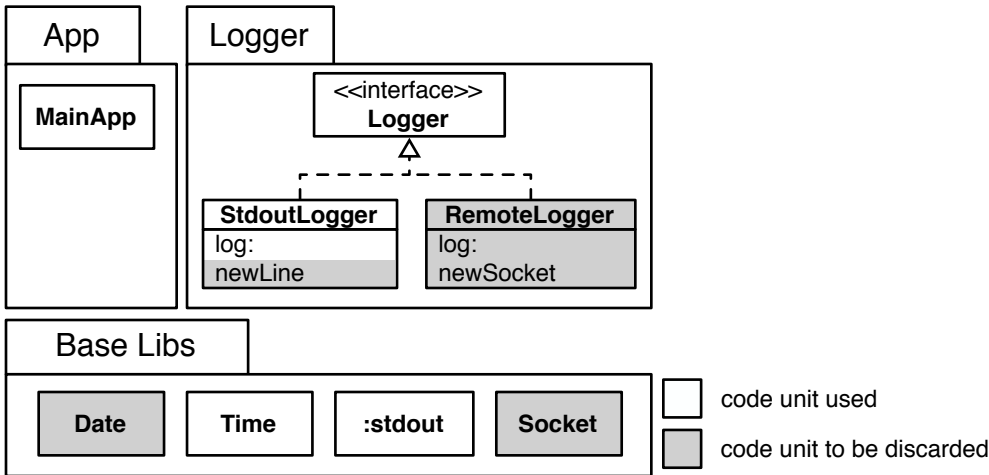 App
Logger
MainApp
<<interface>>
Logger
StdoutLogger
log:
newLine
RemoteLogger
log:
newSocket
Base Libs
Date
Time
:stdout
Socket
code unit used
code unit to be discarded